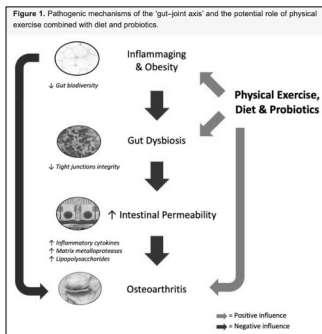 Figure 1. Pathogenic mechanisms of the 'gut–joint axis' and the potential role of physical
exercise combined with diet and probiotics.
Inflammaging
& Obesity
↓ Gut biodiversity
Physical Exercise,
Diet & Probiotics
Gut Dysbiosis
↓ Tight junctions integrity
↑ Intestinal Permeability
↑ Inflammatory cytokines
↑ Matrix metalloproteases
↑ Lipopolysaccharides
Osteoarthritis
= Positive influence
= Negative influence